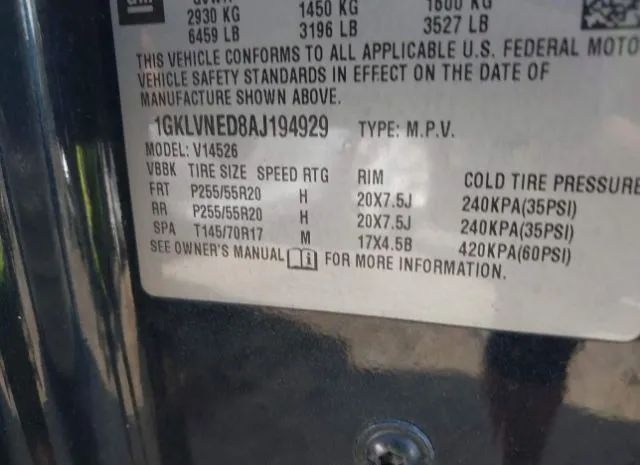 GM
2930 KG 1450 KG 1600 KG
6459 LB 3196 LB 3527 LB
THIS VEHICLE CONFORMS TO ALL APPLICABLE U.S. FEDERAL MOTO
VEHICLE SAFETY STANDARDS IN EFFECT ON THE DATE OF
MANUFACTURE SHOWN ABOVE.
1GKLVNED8AJ194929 TYPE: M.P.V.
MODEL: V14526
VBBK TIRE SIZE SPEED RTG RIM COLD TIRE PRESSURE
FRT P255/55R20 H 20X7.5J 240KPA(35PSI)
RR P255/55R20 H 20X7.5J 240KPA(35PSI)
SPA T145/70R17 M 17X4.5B 420KPA(60PSI)
SEE OWNER'S MANUAL i FOR MORE INFORMATION.